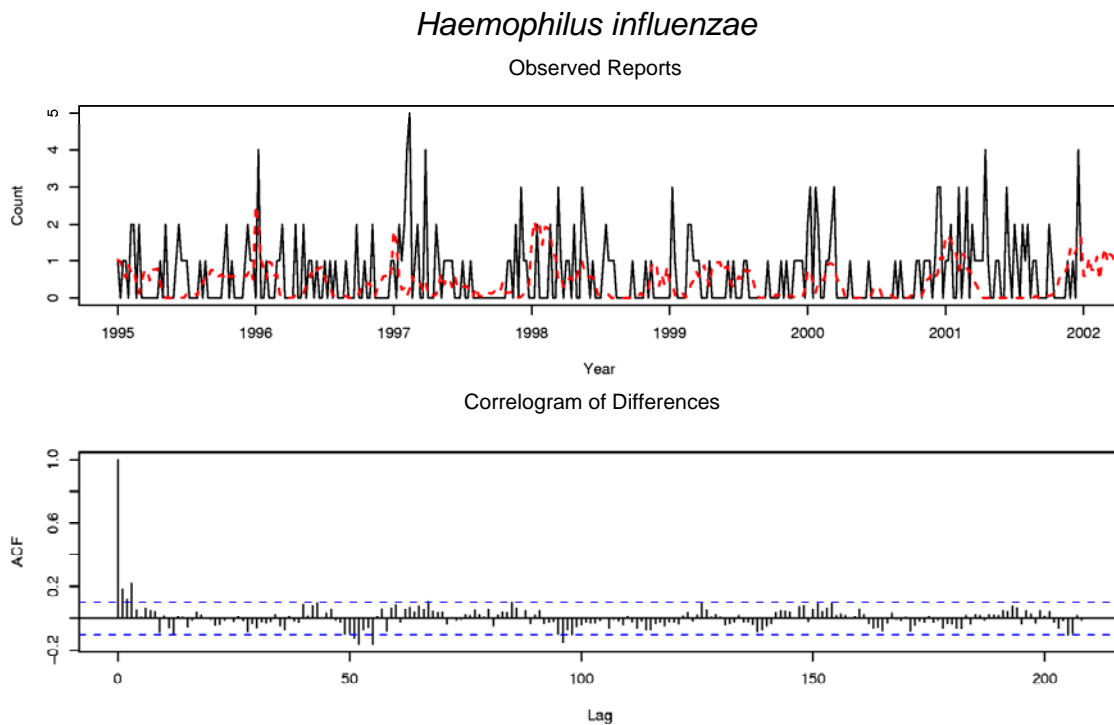 Haemophilus influenzae
Observed Reports
Count
5
4
3
2
1
0
1995 1996 1997 1998 1999 2000 2001 2002
Year
Correlogram of Differences
ACF
1.0
0.6
0.2
-0.2
0 50 100 150 200
Lag